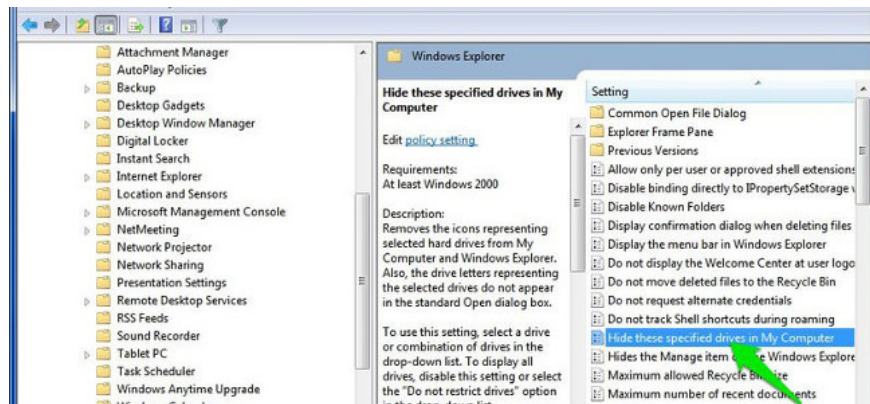 Attachment Manager
AutoPlay Policies
Backup
Desktop Gadgets
Desktop Window Manager
Digital Locker
Instant Search
Internet Explorer
Location and Sensors
Microsoft Management Console
NetMeeting
Network Projector
Network Sharing
Presentation Settings
Remote Desktop Services
RSS Feeds
Sound Recorder
Tablet PC
Task Scheduler
Windows Anytime Upgrade
Windows Explorer
Hide these specified drives in My
Computer
Edit policy setting
Requirements:
At least Windows 2000
Description:
Removes the icons representing
selected hard drives from My
Computer and Windows Explorer.
Also, the drive letters representing
the selected drives do not appear
in the standard Open dialog box.
To use this setting, select a drive
or combination of drives in the
drop-down list. To display all
drives, disable this setting or select
the "Do not restrict drives" option
in the drop-down list.
Setting
Common Open File Dialog
Explorer Frame Pane
Previous Versions
Allow only per user or approved shell extensions
Disable binding directly to IPropertySetStorage
Disable Known Folders
Display confirmation dialog when deleting files
Display the menu bar in Windows Explorer
Do not display the Welcome Center at user logo
Do not move deleted files to the Recycle Bin
Do not request alternate credentials
Do not track Shell shortcuts during roaming
Hide these specified drives in My Computer
Hides the Manage item Windows Explore
Maximum allowed Recycle
Maximum number of recent documents